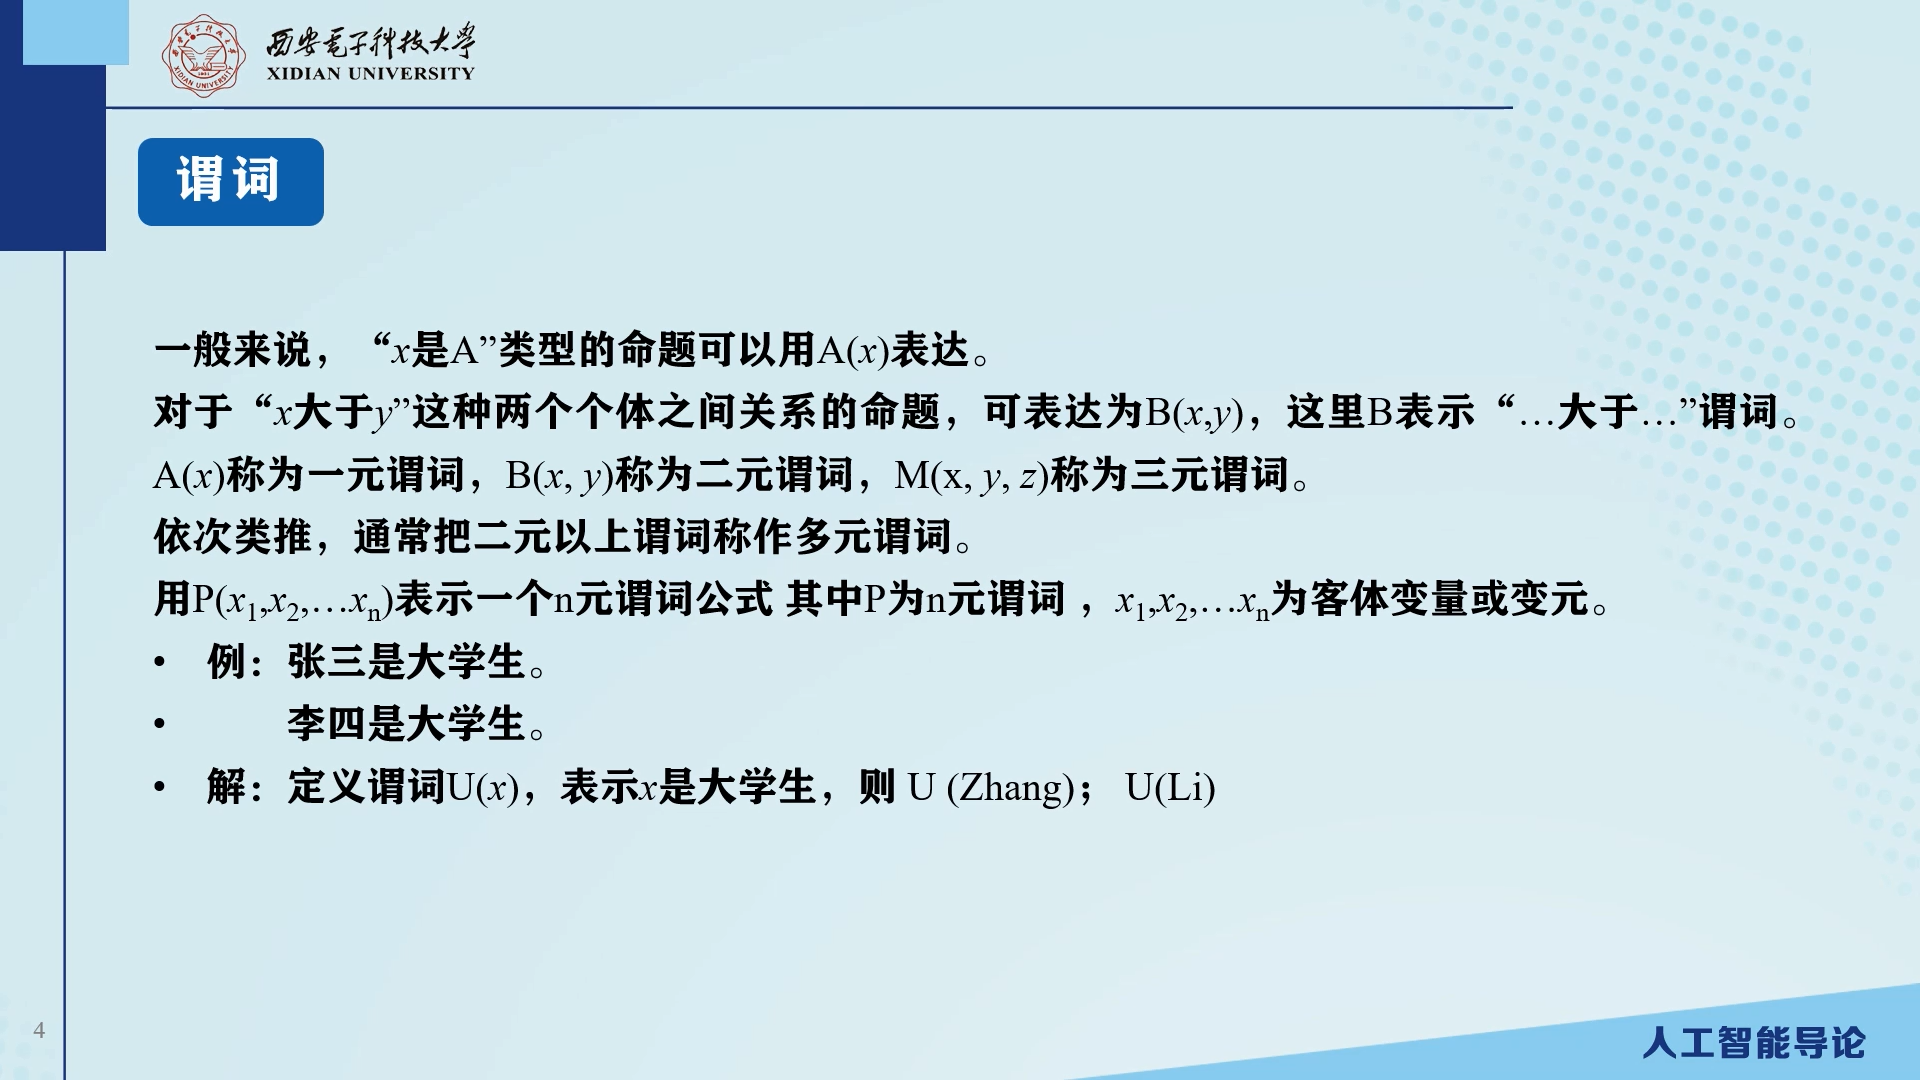 西安电子科技大学
XIDIAN UNIVERSITY
谓词
一般来说，“x是A”类型的命题可以用A(x)表达。
对于“x大于y”这种两个个体之间关系的命题，可表达为B(x,y)，这里B表示“…大于…”谓词。
A(x)称为一元谓词，B(x, y)称为二元谓词，M(x, y, z)称为三元谓词。
依次类推，通常把二元以上谓词称作多元谓词。
用P(x₁,x₂,…xₙ)表示一个n元谓词公式 其中P为n元谓词 ，x₁,x₂,…xₙ为客体变量或变元。
• 例：张三是大学生。
• 李四是大学生。
• 解：定义谓词U(x)，表示x是大学生，则 U (Zhang)； U(Li)
4
人工智能导论